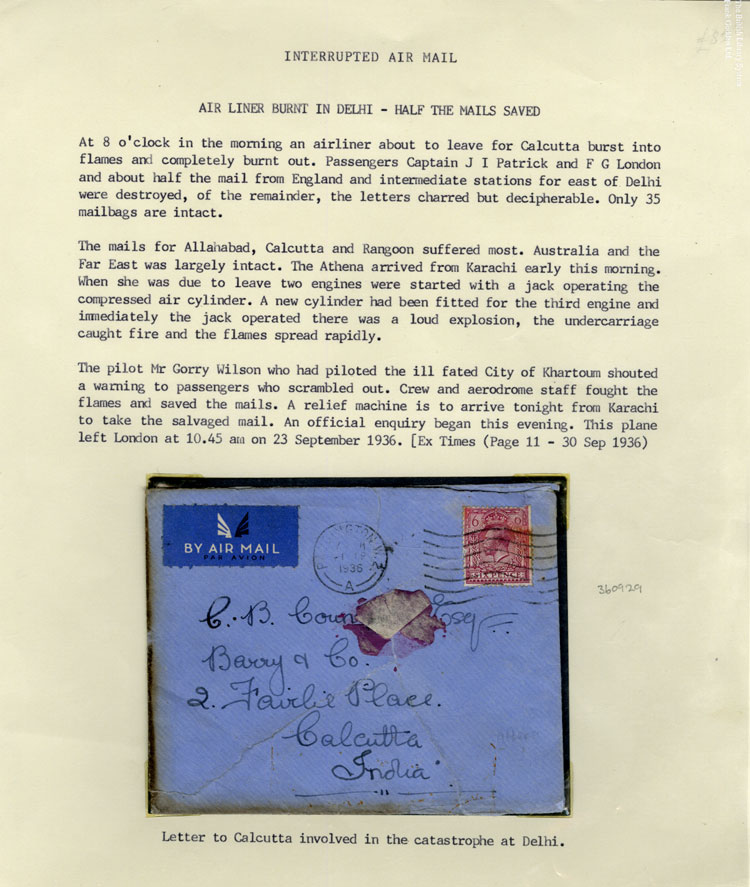 INTERRUPTED AIR MAIL
AIR LINER BURNT IN DELHI - HALF THE MAILS SAVED
At 8 o'clock in the morning an airliner about to leave for Calcutta burst into
flames and completely burnt out. Passengers Captain J I Patrick and F G London
and about half the mail from England and intermediate stations for east of Delhi
were destroyed, of the remainder, the letters charred but decipherable. Only 35
mailbags are intact.
The mails for Allahabad, Calcutta and Rangoon suffered most. Australia and the
Far East was largely intact. The Athena arrived from Karachi early this morning.
When she was due to leave two engines were started with a jack operating the
compressed air cylinder. A new cylinder had been fitted for the third engine and
immediately the jack operated there was a loud explosion, the undercarriage
caught fire and the flames spread rapidly.
The pilot Mr Gorry Wilson who had piloted the ill fated City of Khartoum shouted
a warning to passengers who scrambled out. Crew and aerodrome staff fought the
flames and saved the mails. A relief machine is to arrive tonight from Karachi
to take the salvaged mail. An official enquiry began this evening. This plane
left London at 10.45 am on 23 September 1936. [Ex Times (Page 11 - 30 Sep 1936)
BY AIR MAIL
PAR AVION
PADDINGTON. W.2
1936
A
6 6
SIX PENCE
360929
C. B. Esq
Barry & Co.
2. Fairlie Place.
Calcutta
India
Letter to Calcutta involved in the catastrophe at Delhi.